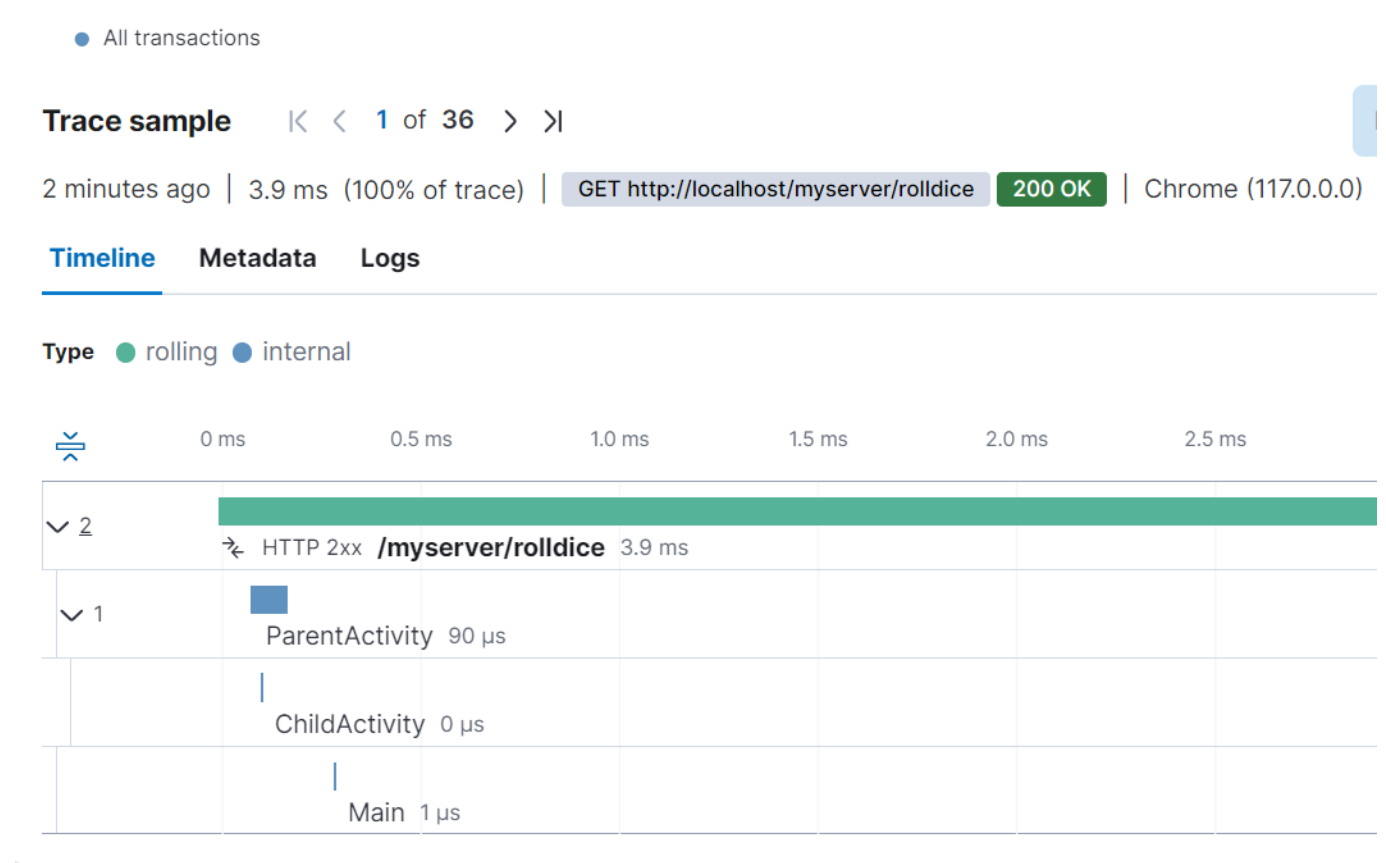 All transactions
Trace sample 1 of 36
2 minutes ago | 3.9 ms (100% of trace) | GET http://localhost/myserver/rolldice 200 OK | Chrome (117.0.0.0)
Timeline Metadata Logs
Type rolling internal
0 ms 0.5 ms 1.0 ms 1.5 ms 2.0 ms 2.5 ms
2
HTTP 2xx /myserver/rolldice 3.9 ms
1
ParentActivity 90 μs
ChildActivity 0 μs
Main 1 μs